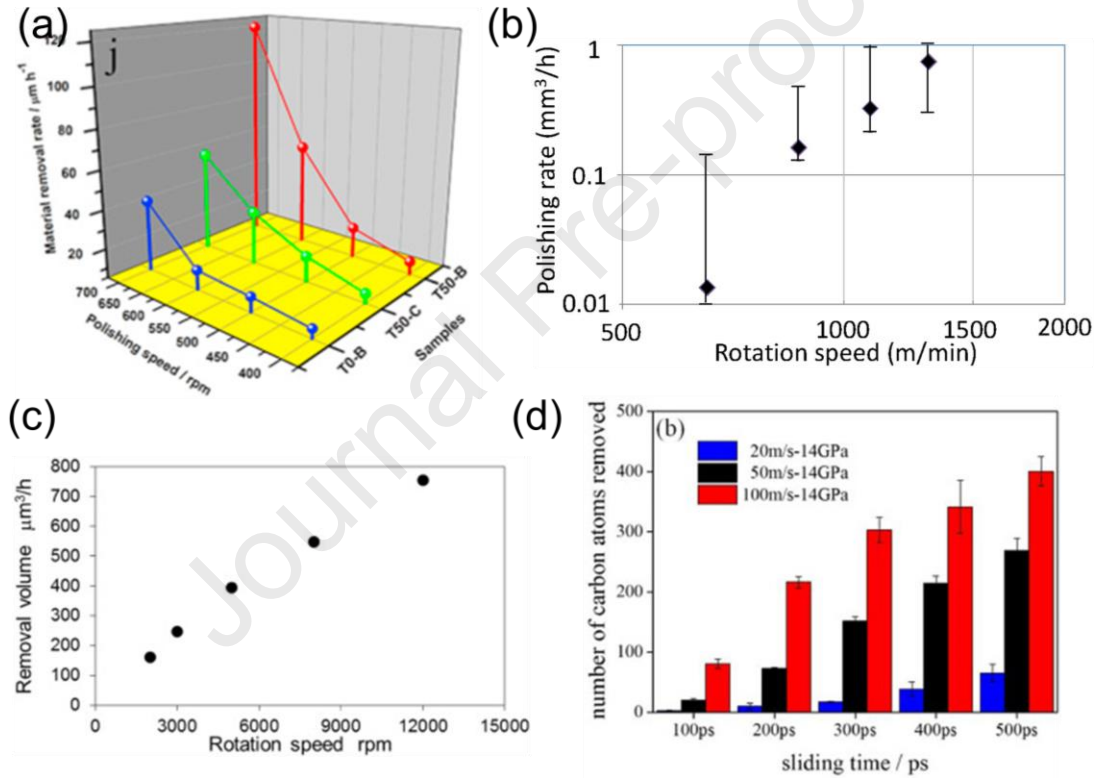 (a)
j
Material removal rate / μm h⁻¹
120
100
80
60
40
20
700
650
600
550
500
450
400
Polishing speed / rpm
T0-B
T50-C
T50-B
Samples
(b)
Polishing rate (mm³/h)
1
0.1
0.01
500
1000
1500
2000
Rotation speed (m/min)
(c)
Removal volume μm³/h
800
700
600
500
400
300
200
100
0
0
3000
6000
9000
12000
15000
Rotation speed rpm
(d)
(b)
number of carbon atoms removed
500
400
300
200
100
0
20m/s-14GPa
50m/s-14GPa
100m/s-14GPa
100ps
200ps
300ps
400ps
500ps
sliding time / ps
Journal Pre-proo